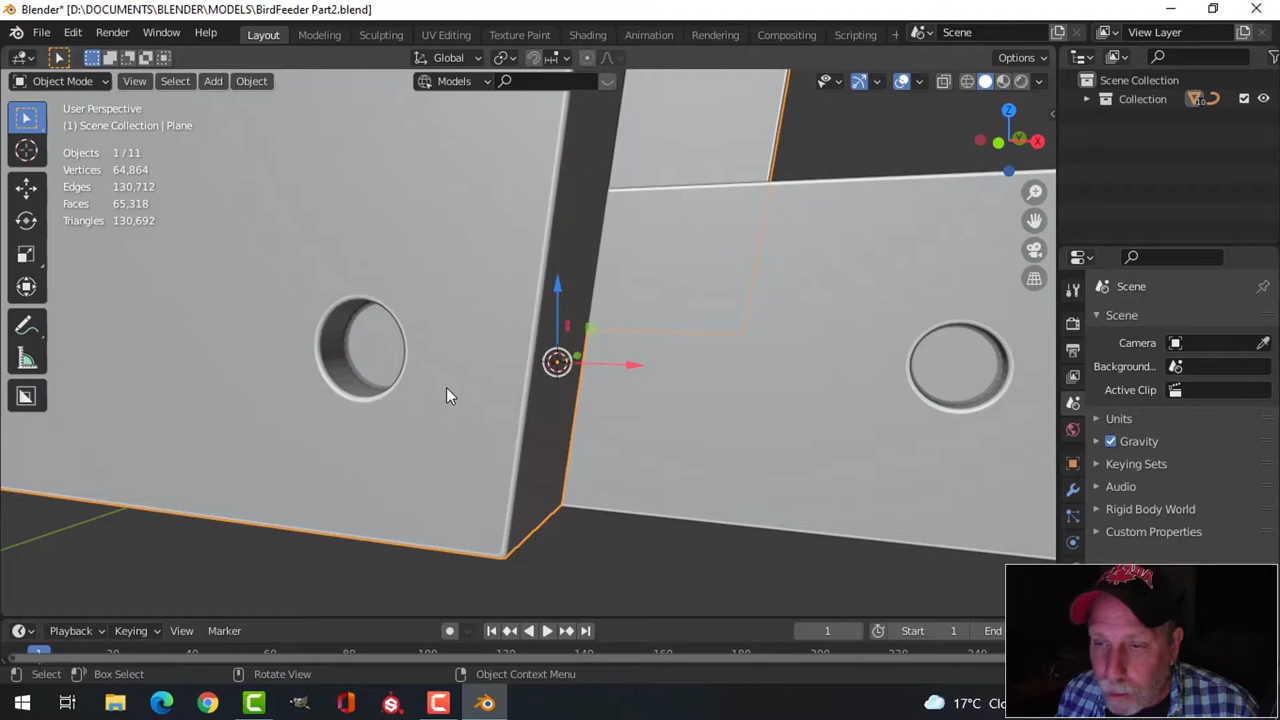 Blender* [D:\DOCUMENTS\BLENDER\MODELS\BirdFeeder Part2.blend]
File Edit Render Window Help Layout Modeling Sculpting UV Editing Texture Paint Shading Animation Rendering Compositing Scripting Scene View Layer
Global Options
Object Mode View Select Add Object Models
User Perspective
(1) Scene Collection | Plane
Objects 1 / 11
Vertices 64,864
Edges 130,712
Faces 65,318
Triangles 130,692
Z
Y
X
Scene Collection
Collection 10
Scene
Scene
Camera
Background...
Active Clip
Units
Gravity
Keying Sets
Audio
Rigid Body World
Custom Properties
Playback Keying View Marker 1 Start 1 End
1
Select Box Select Rotate View Object Context Menu
17°C